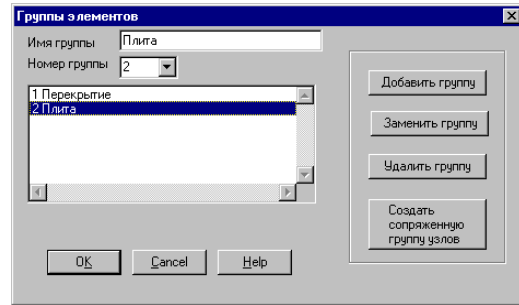 Группы элементов
Имя группы Плита
Номер группы 2
1 Перекрытие
2 Плита
Добавить группу
Заменить группу
Удалить группу
Создать
сопряженную
группу узлов
OK Cancel Help